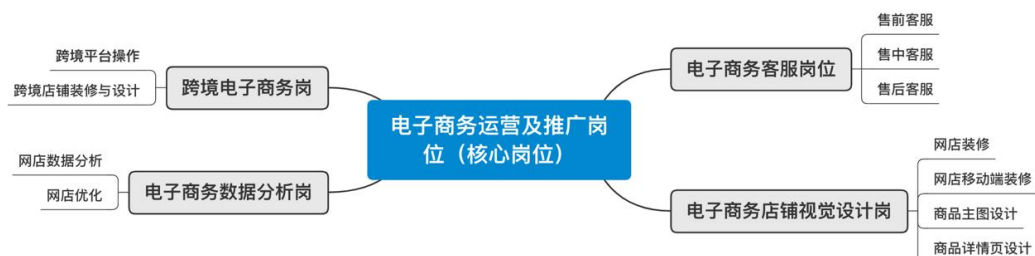 跨境平台操作
跨境店铺装修与设计
跨境电子商务岗
网店数据分析
网店优化
电子商务数据分析岗
电子商务运营及推广岗
位（核心岗位）
电子商务客服岗位
售前客服
售中客服
售后客服
电子商务店铺视觉设计岗
网店装修
网店移动端装修
商品主图设计
商品详情页设计